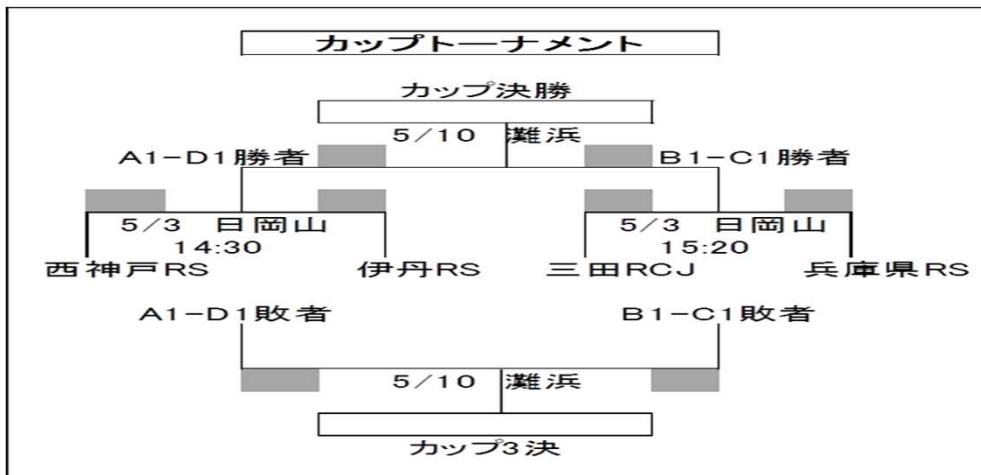 カップトーナメント
カップ決勝
5/10 灘浜
A1-D1勝者 B1-C1勝者
5/3 日岡山 5/3 日岡山
14:30 15:20
西神戸RS 伊丹RS 三田RCJ 兵庫県RS
A1-D1敗者 B1-C1敗者
5/10 灘浜
カップ3決